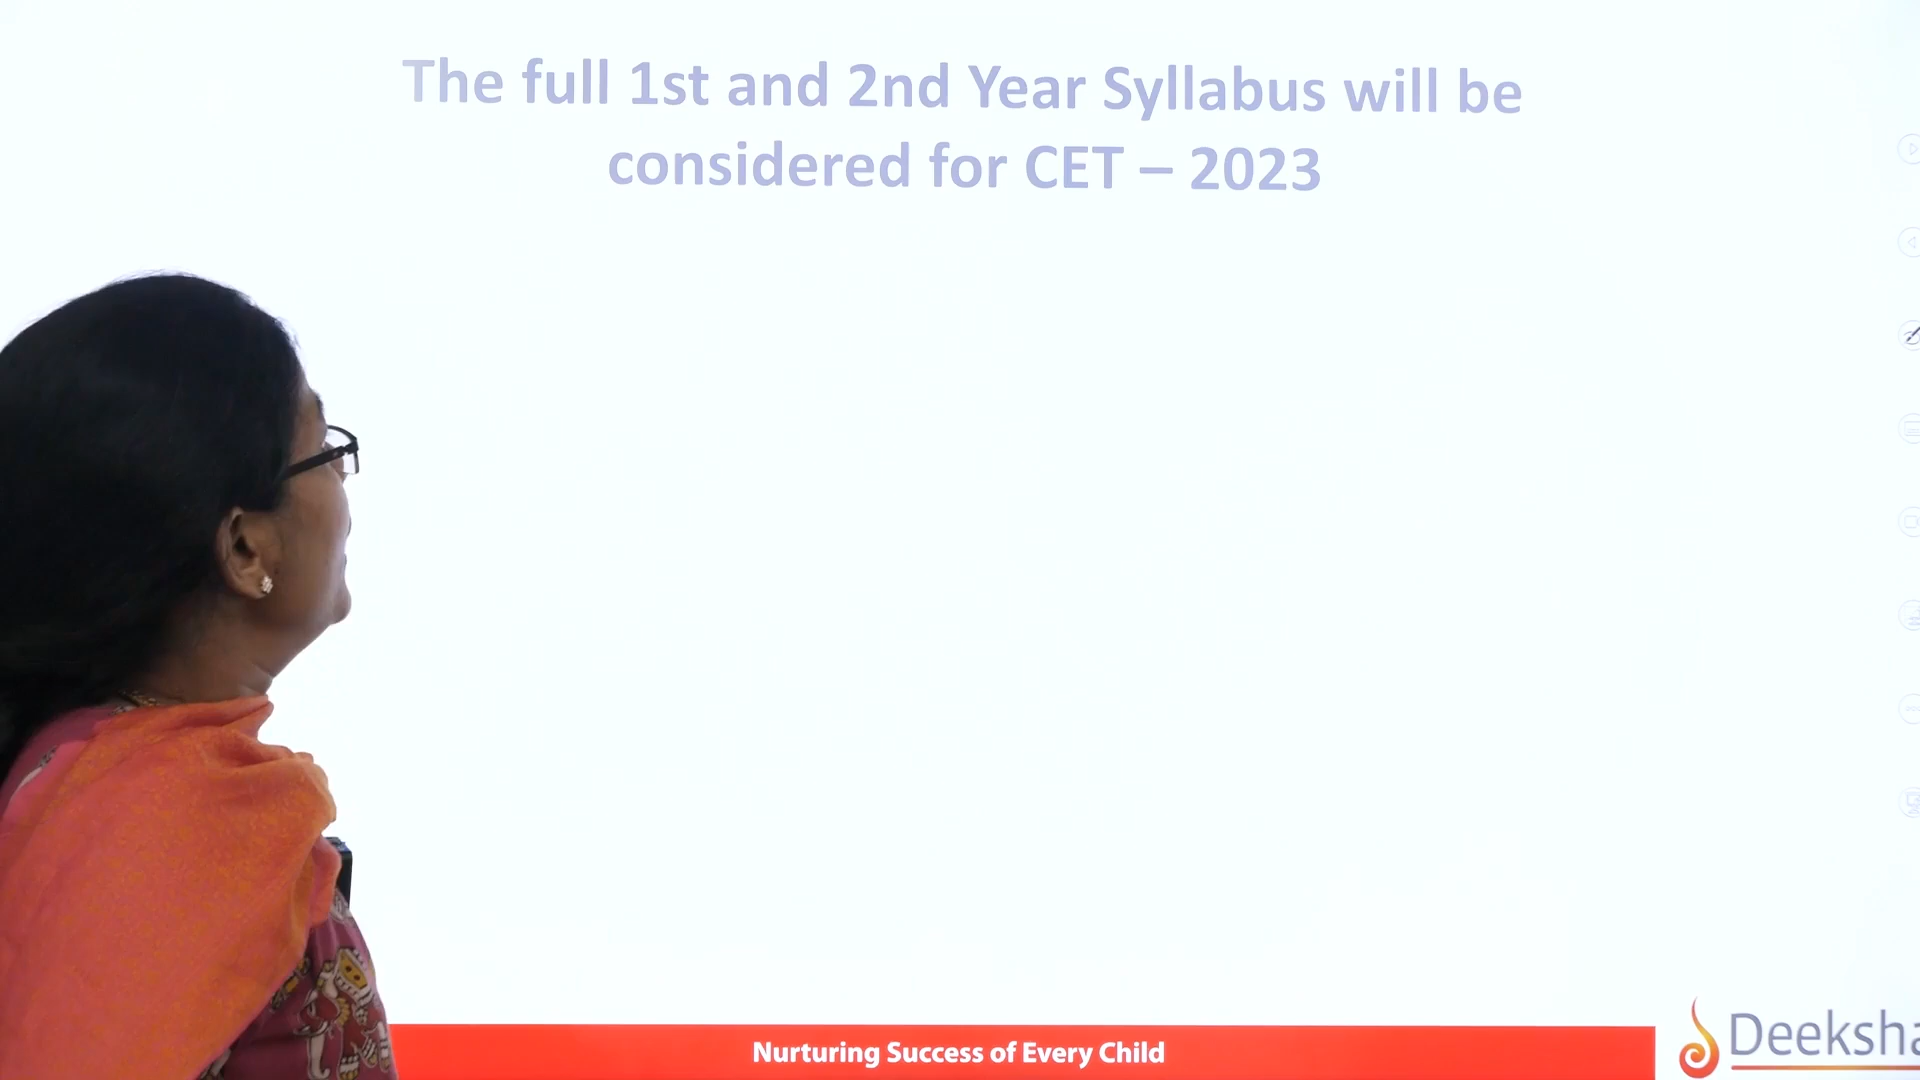 The full 1st and 2nd Year Syllabus will be
considered for CET – 2023
Nurturing Success of Every Child
Deeksha